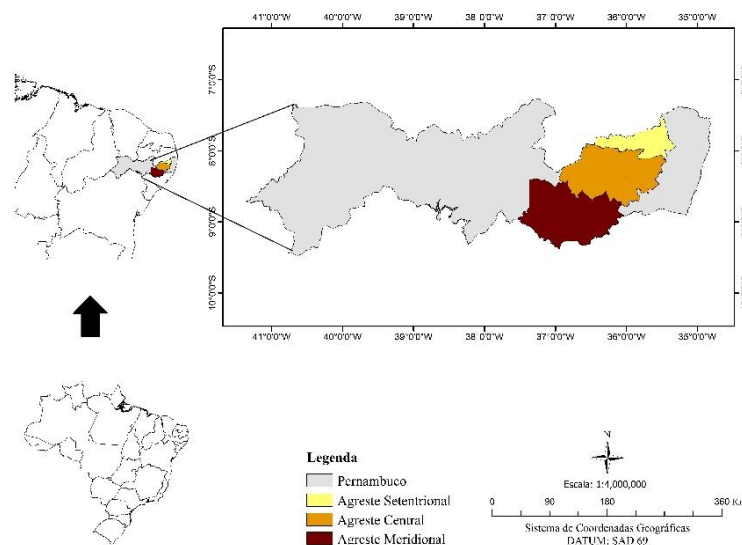 41°0'0"W 40°0'0"W 39°0'0"W 38°0'0"W 37°0'0"W 36°0'0"W 35°0'0"W
7°0'0"S
8°0'0"S
9°0'0"S
10°0'0"S
41°0'0"W 40°0'0"W 39°0'0"W 38°0'0"W 37°0'0"W 36°0'0"W 35°0'0"W
Legenda
Pernambuco
Agreste Setentrional
Agreste Central
Agreste Meridional
N
Escala: 1:4,000,000
0 90 180 360
Sistema de Coordenadas Geográficas
DATUM: SAD 69